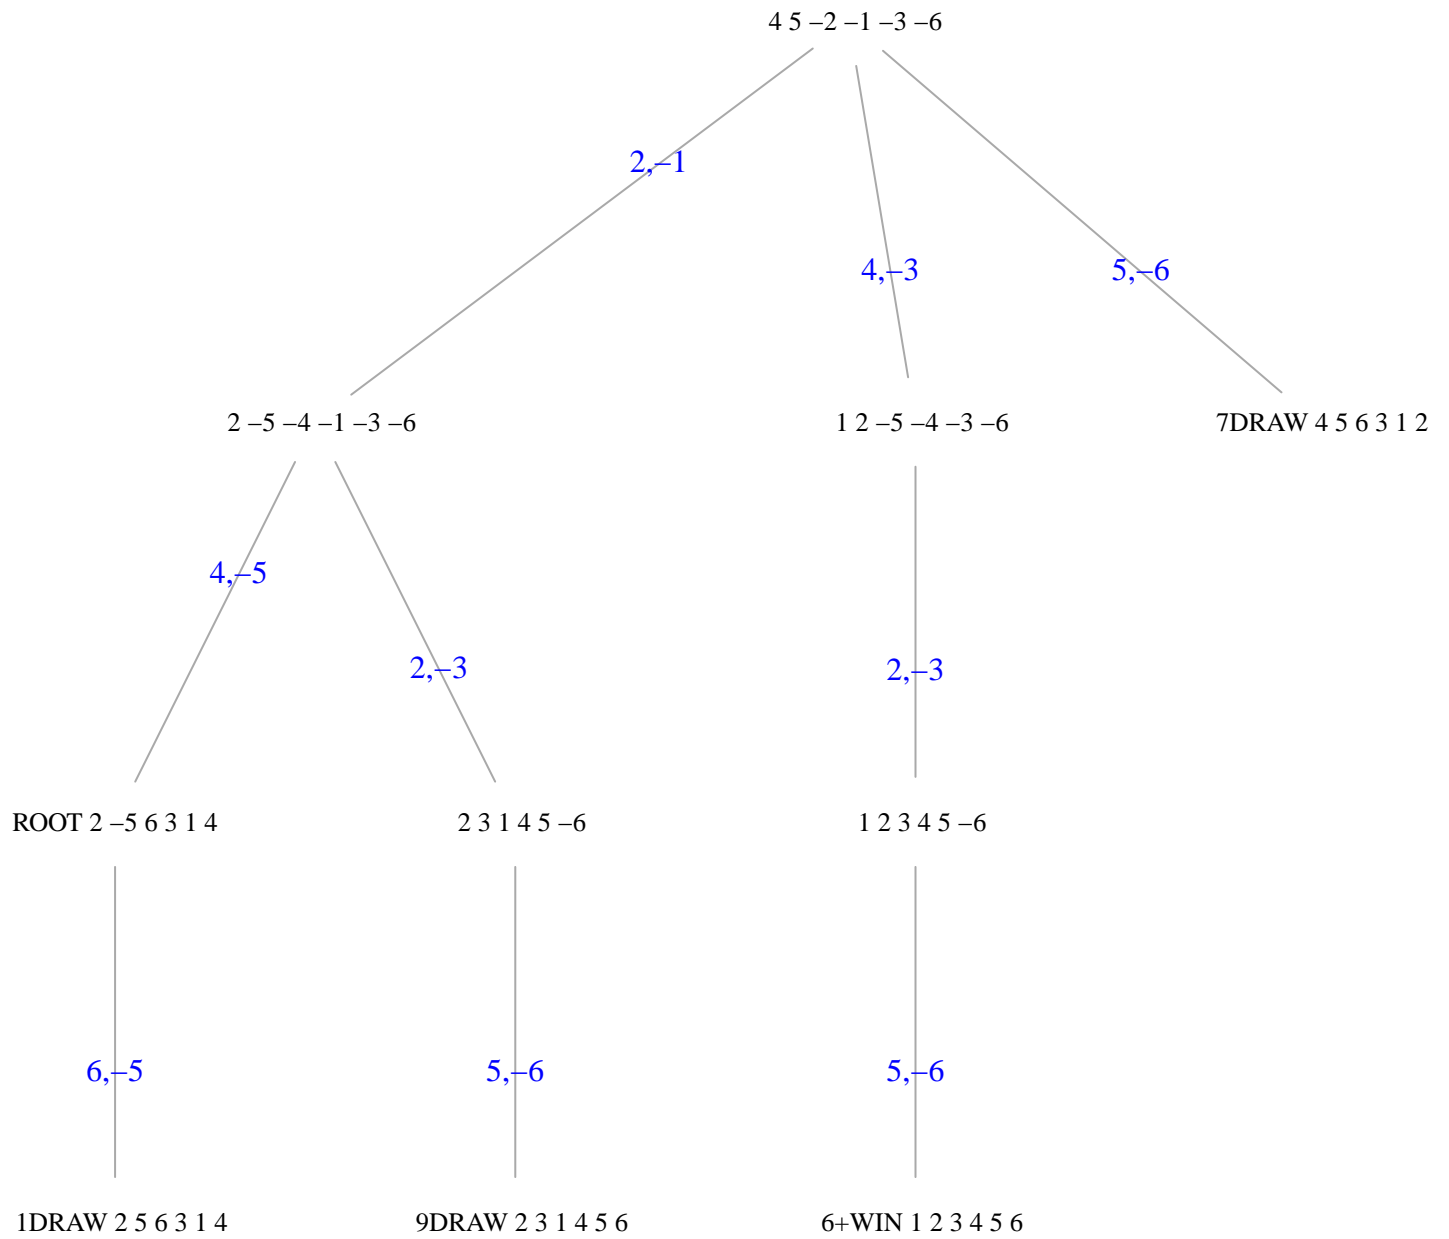 4 5 –2 –1 –3 –6
2,–1
4,–3
5,–6
2 –5 –4 –1 –3 –6
1 2 –5 –4 –3 –6
7DRAW 4 5 6 3 1 2
4,–5
2,–3
2,–3
ROOT 2 –5 6 3 1 4
2 3 1 4 5 –6
1 2 3 4 5 –6
6,–5
5,–6
5,–6
1DRAW 2 5 6 3 1 4
9DRAW 2 3 1 4 5 6
6+WIN 1 2 3 4 5 6